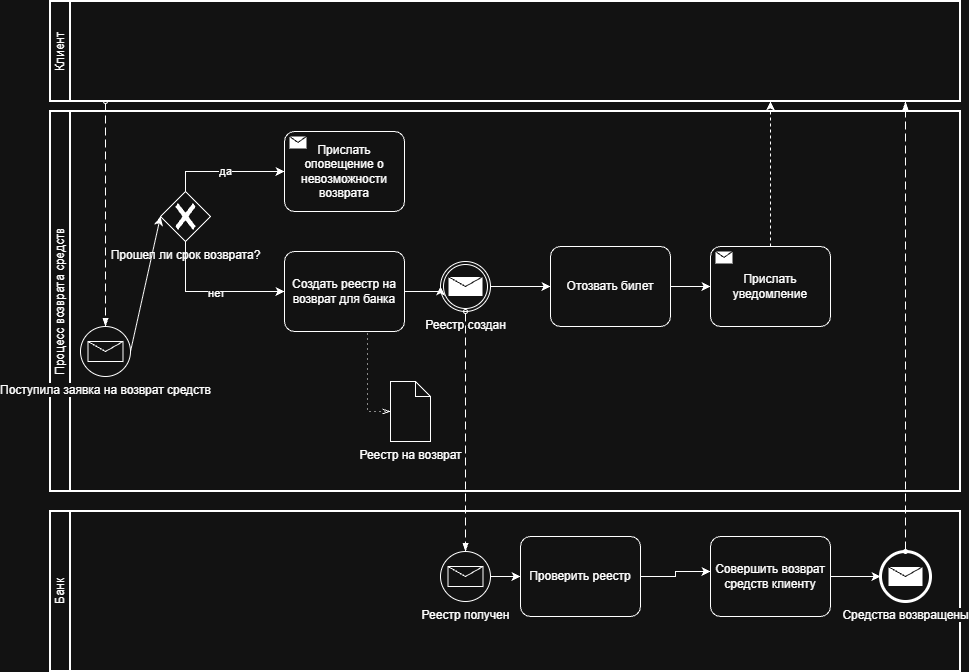 Клиент
Процесс возврата средств
Прислать
оповещение о
невозможности
возврата
да
Прошел ли срок возврата?
нет
Создать реестр на
возврат для банка
Реестр создан
Отозвать билет
Прислать
уведомление
Поступила заявка на возврат средств
Реестр на возврат
Банк
Проверить реестр
Совершить возврат
средств клиенту
Реестр получен
Средства возвращены